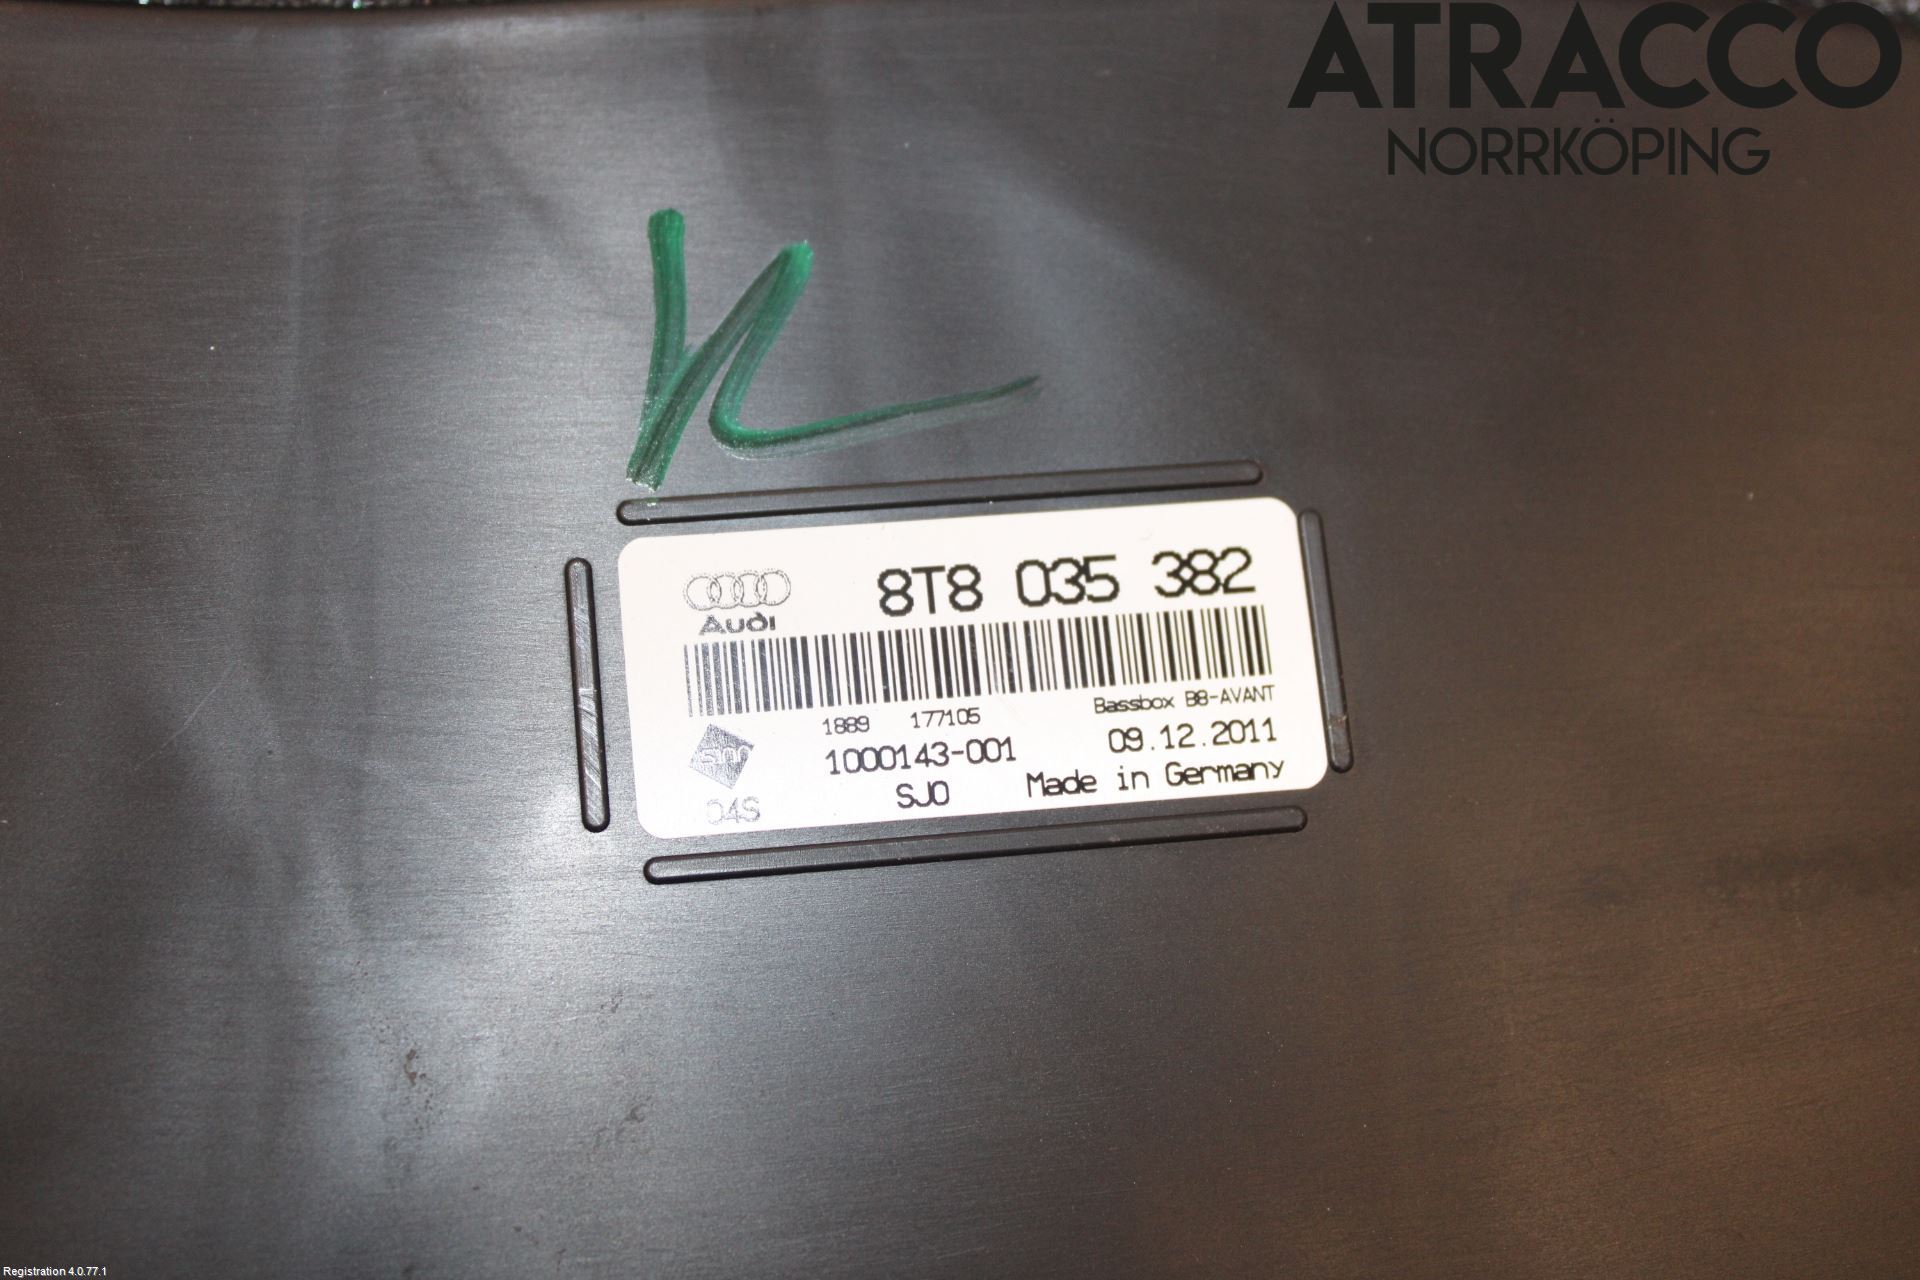 ATRACCO
NORRKÖPING
8T8 035 382
Audi
1889 177105
Bassbox B8-AVANT
1000143-001
09.12.2011
04S
SJ0
Made in Germany
Registration 4.0.77.1